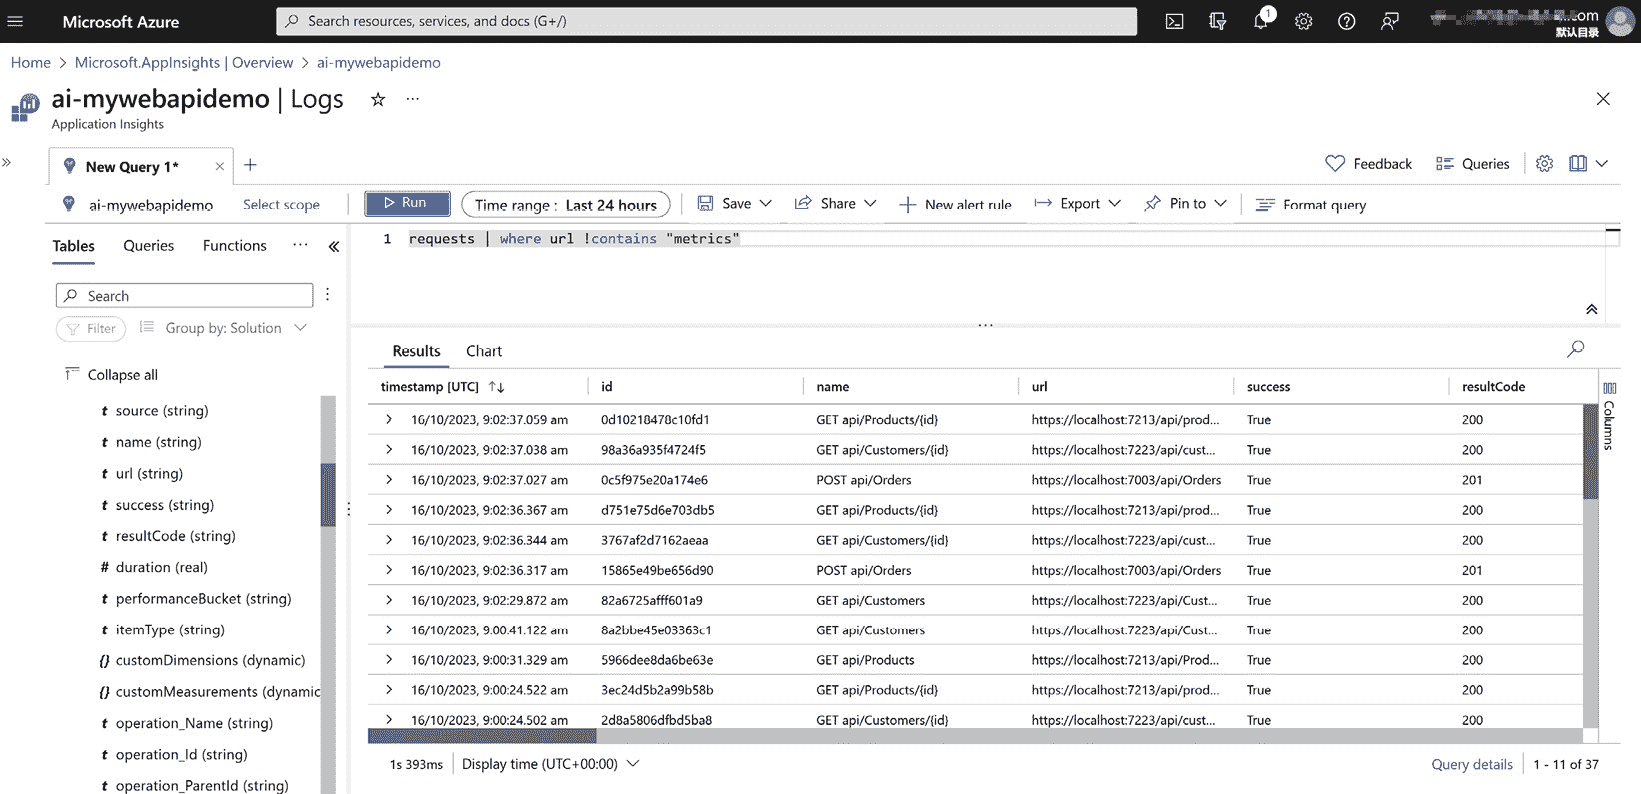 Microsoft Azure
Search resources, services, and docs (G+/)
1
.com
默认目录
Home > Microsoft.AppInsights | Overview > ai-mywebapidemo
ai-mywebapidemo | Logs
Application Insights
New Query 1*
Feedback
Queries
ai-mywebapidemo
Select scope
Run
Time range : Last 24 hours
Save
Share
New alert rule
Export
Pin to
Format query
Tables
Queries
Functions
1 requests | where url !contains "metrics"
Search
Filter
Group by: Solution
Collapse all
t source (string)
t name (string)
t url (string)
t success (string)
t resultCode (string)
# duration (real)
t performanceBucket (string)
t itemType (string)
{} customDimensions (dynamic)
{} customMeasurements (dynamic
t operation_Name (string)
t operation_Id (string)
t operation_ParentId (string)
Results
Chart
timestamp [UTC] id name url success resultCode
16/10/2023, 9:02:37.059 am 0d10218478c10fd1 GET api/Products/{id} https://localhost:7213/api/prod... True 200
16/10/2023, 9:02:37.038 am 98a36a935f4724f5 GET api/Customers/{id} https://localhost:7223/api/cust... True 200
16/10/2023, 9:02:37.027 am 0c5f975e20a174e6 POST api/Orders https://localhost:7003/api/Orders True 201
16/10/2023, 9:02:36.367 am d751e75d6e703db5 GET api/Products/{id} https://localhost:7213/api/prod... True 200
16/10/2023, 9:02:36.344 am 3767af2d7162aeaa GET api/Customers/{id} https://localhost:7223/api/cust... True 200
16/10/2023, 9:02:36.317 am 15865e49be656d90 POST api/Orders https://localhost:7003/api/Orders True 201
16/10/2023, 9:02:29.872 am 82a6725afff601a9 GET api/Customers https://localhost:7223/api/Cust... True 200
16/10/2023, 9:00:41.122 am 8a2bbe45e03363c1 GET api/Customers https://localhost:7223/api/Cust... True 200
16/10/2023, 9:00:31.329 am 5966dee8da6be63e GET api/Products https://localhost:7213/api/Prod... True 200
16/10/2023, 9:00:24.522 am 3ec24d5b2a99b58b GET api/Products/{id} https://localhost:7213/api/prod... True 200
16/10/2023, 9:00:24.502 am 2d8a5806dfbd5ba8 GET api/Customers/{id} https://localhost:7223/api/cust... True 200
Columns
1s 393ms
Display time (UTC+00:00)
Query details
1 - 11 of 37